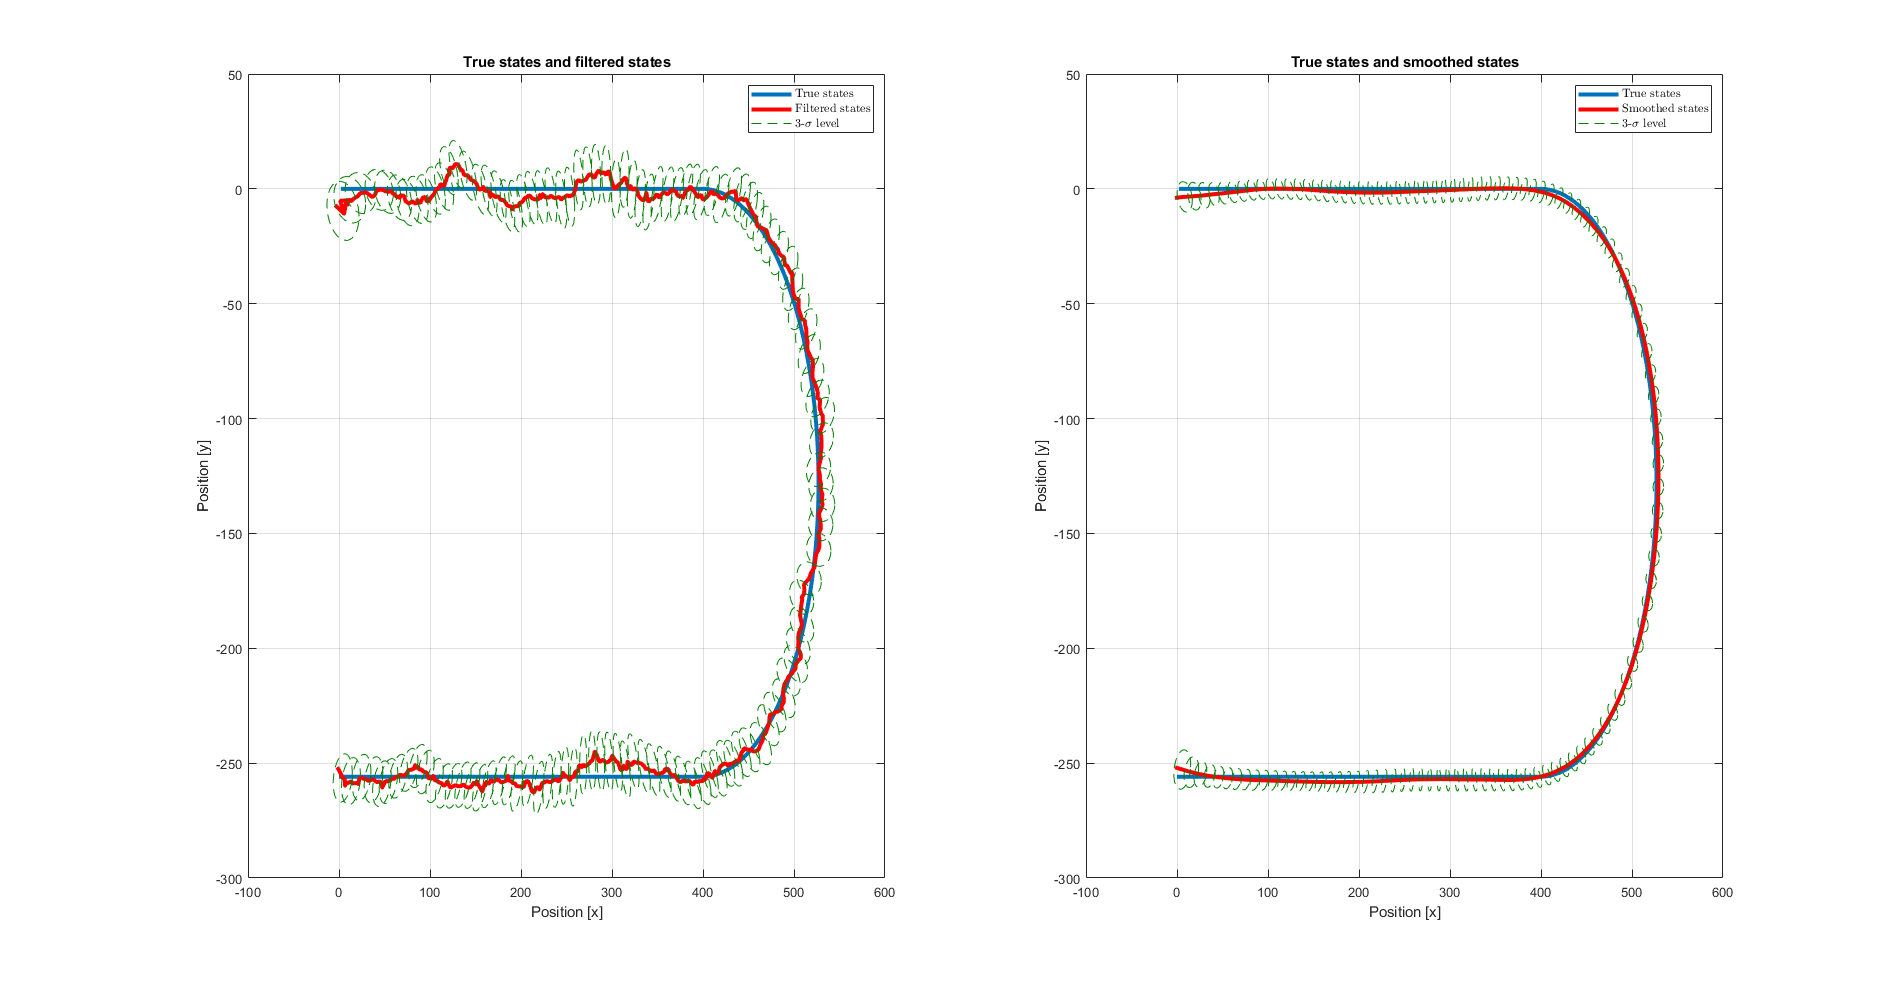 True states and filtered states
True states
Filtered states
3-σ level
50
0
-50
-100
-150
-200
-250
-300
Position [y]
-100
0
100
200
300
400
500
600
Position [x]
True states and smoothed states
True states
Smoothed states
3-σ level
50
0
-50
-100
-150
-200
-250
-300
Position [y]
-100
0
100
200
300
400
500
600
Position [x]